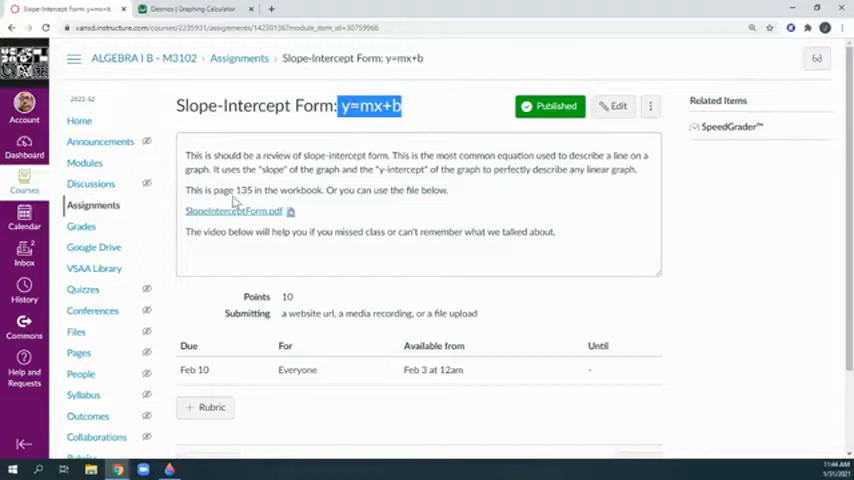 Slope-Intercept Form: y=mx+b
Desmos | Graphing Calculator
vansd.instructure.com/courses/2235931/assignments/14230136?module_item_id=30759966
ALGEBRA I B - M3102 > Assignments > Slope-Intercept Form: y=mx+b
Account
Dashboard
Courses
Calendar
Inbox
History
Commons
Help and
Requests
2021-S2
Home
Announcements
Modules
Discussions
Assignments
Grades
Google Drive
VSAA Library
Quizzes
Conferences
Files
Pages
People
Syllabus
Outcomes
Collaborations
Slope-Intercept Form: y=mx+b
Published
Edit
This is should be a review of slope-intercept form. This is the most common equation used to describe a line on a
graph. It uses the "slope" of the graph and the "y-intercept" of the graph to perfectly describe any linear graph.
This is page 135 in the workbook. Or you can use the file below.
SlopeInterceptForm.pdf
The video below will help you if you missed class or can't remember what we talked about.
Points 10
Submitting a website url, a media recording, or a file upload
Due For Available from Until
Feb 10 Everyone Feb 3 at 12am -
+ Rubric
Related Items
SpeedGrader™
11:44 AM
1/31/2021